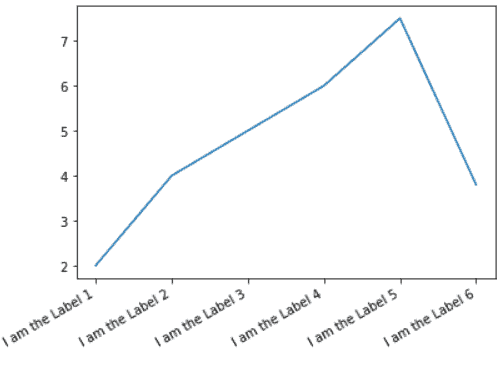 7
6
5
4
3
2
I am the Label 1
I am the Label 2
I am the Label 3
I am the Label 4
I am the Label 5
I am the Label 6